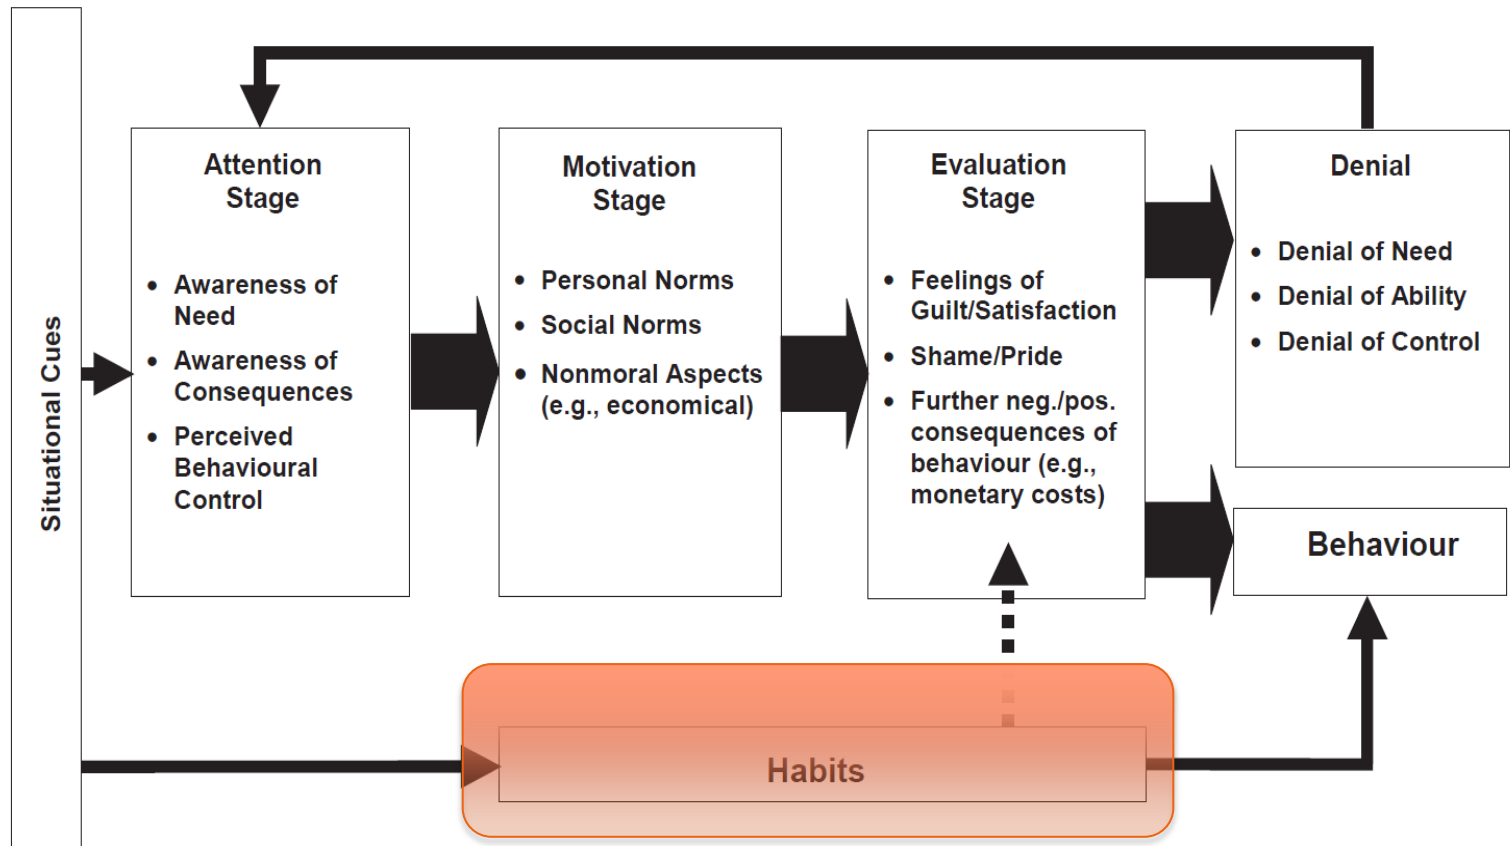 Situational Cues
Attention
Stage
• Awareness of
Need
• Awareness of
Consequences
• Perceived
Behavioural
Control
Motivation
Stage
• Personal Norms
• Social Norms
• Nonmoral Aspects
(e.g., economical)
Evaluation
Stage
• Feelings of
Guilt/Satisfaction
• Shame/Pride
• Further neg./pos.
consequences of
behaviour (e.g.,
monetary costs)
Denial
• Denial of Need
• Denial of Ability
• Denial of Control
Behaviour
Habits